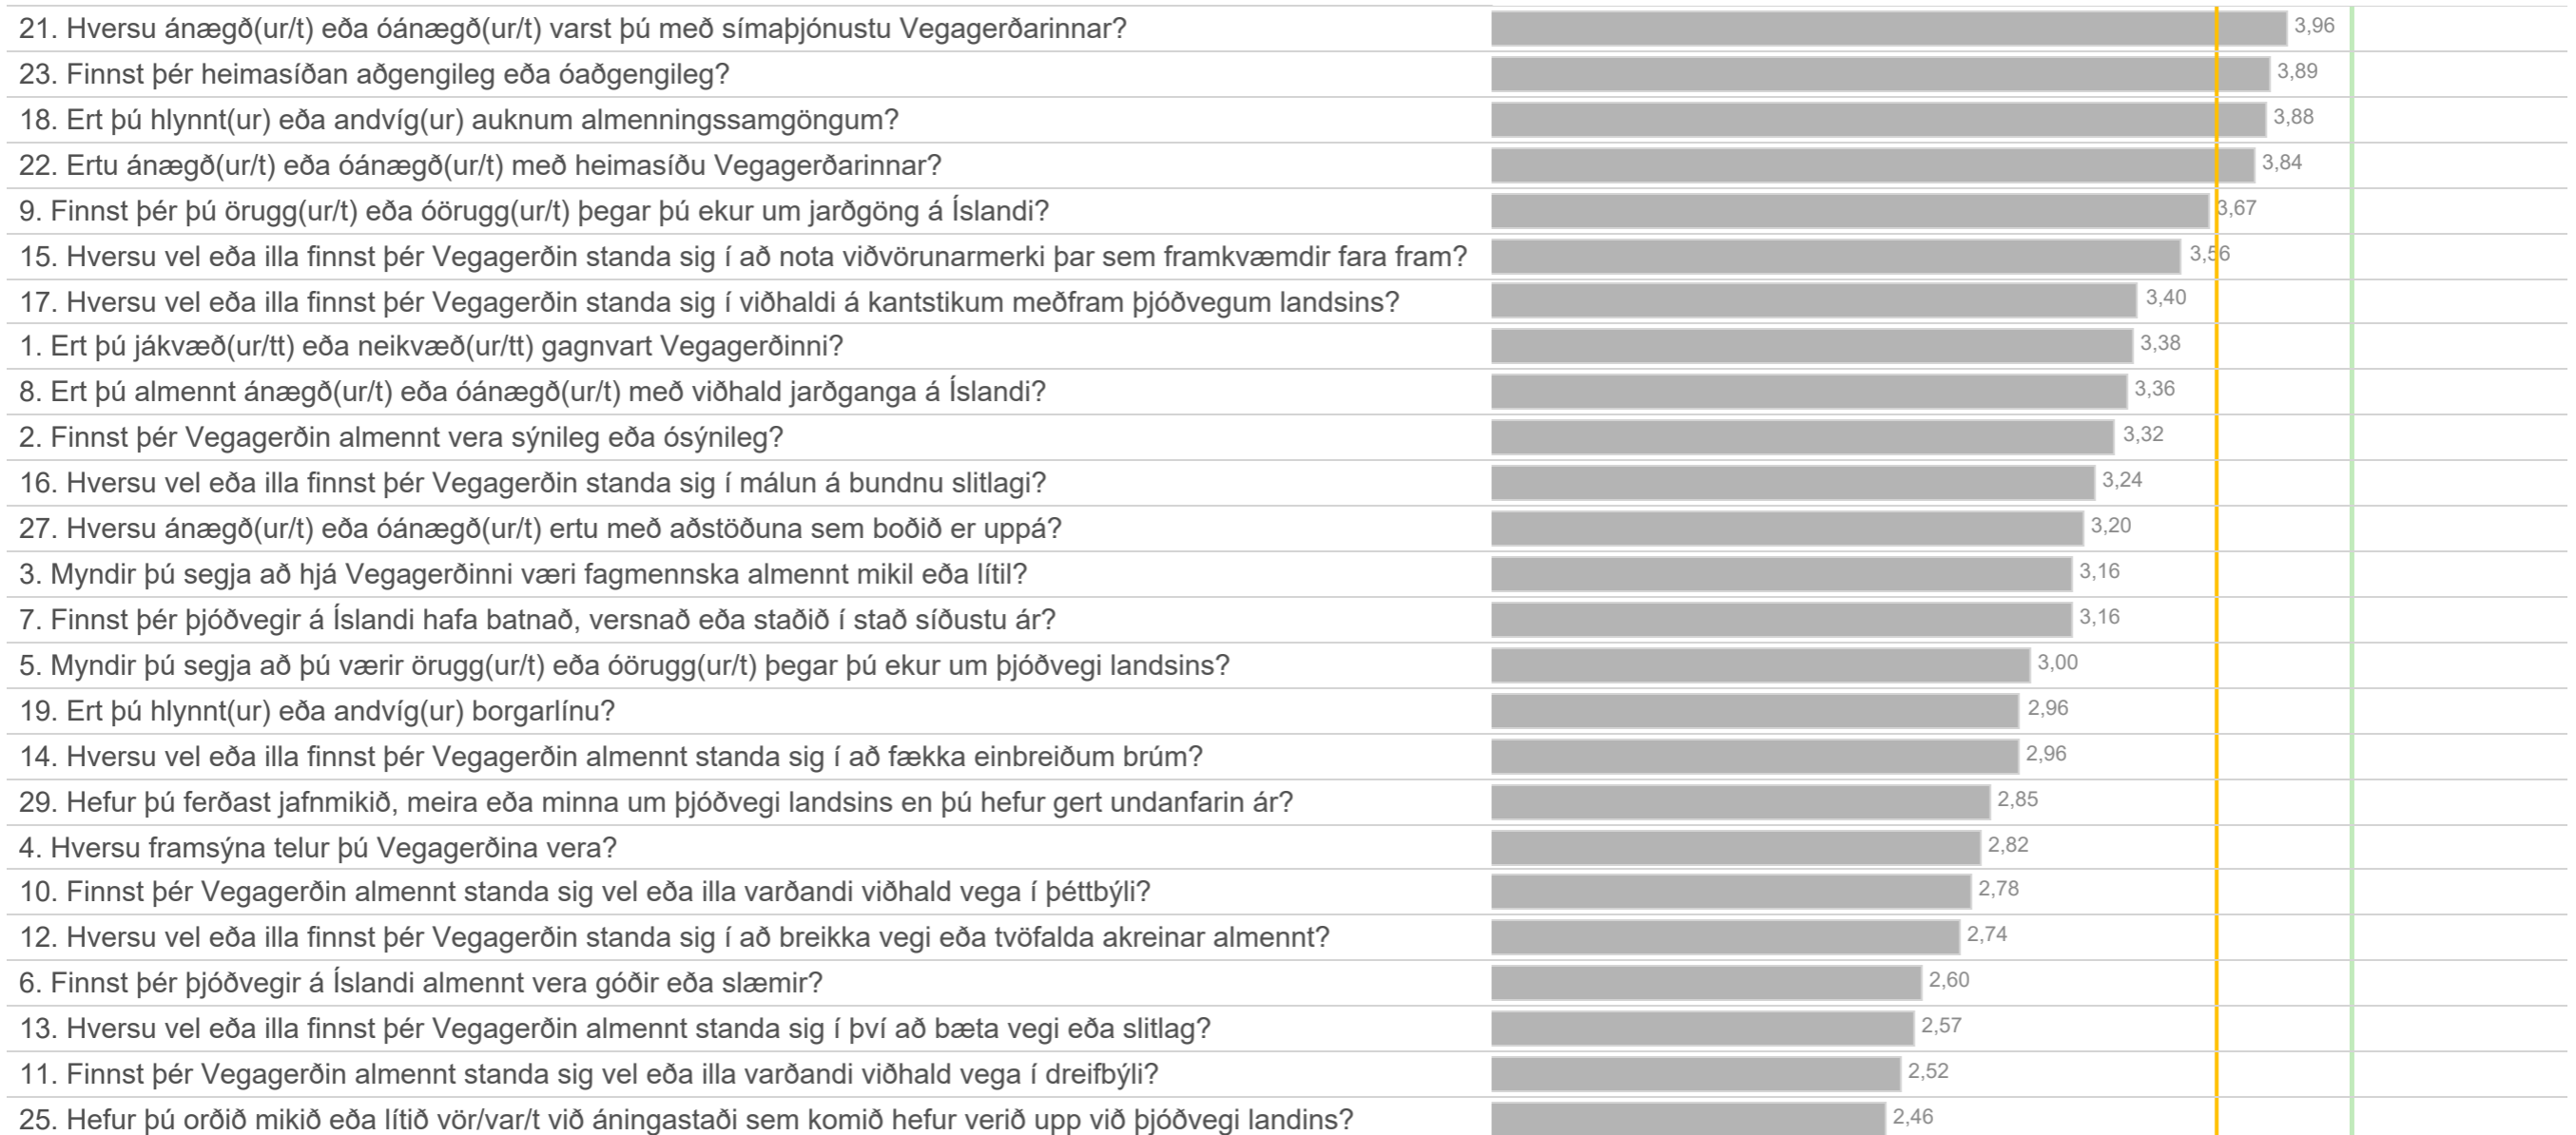 21. Hversu ánægð(ur/t) eða óánægð(ur/t) varst þú með símaþjónustu Vegagerðarinnar? 3,96
23. Finnst þér heimasíðan aðgengileg eða óaðgengileg? 3,89
18. Ert þú hlynnt(ur) eða andvíg(ur) auknum almenningssamgöngum? 3,88
22. Ertu ánægð(ur/t) eða óánægð(ur/t) með heimasíðu Vegagerðarinnar? 3,84
9. Finnst þér þú örugg(ur/t) eða óörugg(ur/t) þegar þú ekur um jarðgöng á Íslandi? 3,67
15. Hversu vel eða illa finnst þér Vegagerðin standa sig í að nota viðvörunarmerki þar sem framkvæmdir fara fram? 3,56
17. Hversu vel eða illa finnst þér Vegagerðin standa sig í viðhaldi á kantstikum meðfram þjóðvegum landsins? 3,40
1. Ert þú jákvæð(ur/tt) eða neikvæð(ur/tt) gagnvart Vegagerðinni? 3,38
8. Ert þú almennt ánægð(ur/t) eða óánægð(ur/t) með viðhald jarðganga á Íslandi? 3,36
2. Finnst þér Vegagerðin almennt vera sýnileg eða ósýnileg? 3,32
16. Hversu vel eða illa finnst þér Vegagerðin standa sig í málun á bundnu slitlagi? 3,24
27. Hversu ánægð(ur/t) eða óánægð(ur/t) ertu með aðstöðuna sem boðið er uppá? 3,20
3. Myndir þú segja að hjá Vegagerðinni væri fagmennska almennt mikil eða lítil? 3,16
7. Finnst þér þjóðvegir á Íslandi hafa batnað, versnað eða staðið í stað síðustu ár? 3,16
5. Myndir þú segja að þú værir örugg(ur/t) eða óörugg(ur/t) þegar þú ekur um þjóðvegi landsins? 3,00
19. Ert þú hlynnt(ur) eða andvíg(ur) borgarlínu? 2,96
14. Hversu vel eða illa finnst þér Vegagerðin almennt standa sig í að fækka einbreiðum brúm? 2,96
29. Hefur þú ferðast jafnmikið, meira eða minna um þjóðvegi landsins en þú hefur gert undanfarin ár? 2,85
4. Hversu framsýna telur þú Vegagerðina vera? 2,82
10. Finnst þér Vegagerðin almennt standa sig vel eða illa varðandi viðhald vega í þéttbýli? 2,78
12. Hversu vel eða illa finnst þér Vegagerðin standa sig í að breikka vegi eða tvöfalda akreinar almennt? 2,74
6. Finnst þér þjóðvegir á Íslandi almennt vera góðir eða slæmir? 2,60
13. Hversu vel eða illa finnst þér Vegagerðin almennt standa sig í því að bæta vegi eða slitlag? 2,57
11. Finnst þér Vegagerðin almennt standa sig vel eða illa varðandi viðhald vega í dreifbýli? 2,52
25. Hefur þú orðið mikið eða lítið vör/var/t við áningastaði sem komið hefur verið upp við þjóðvegi landins? 2,46